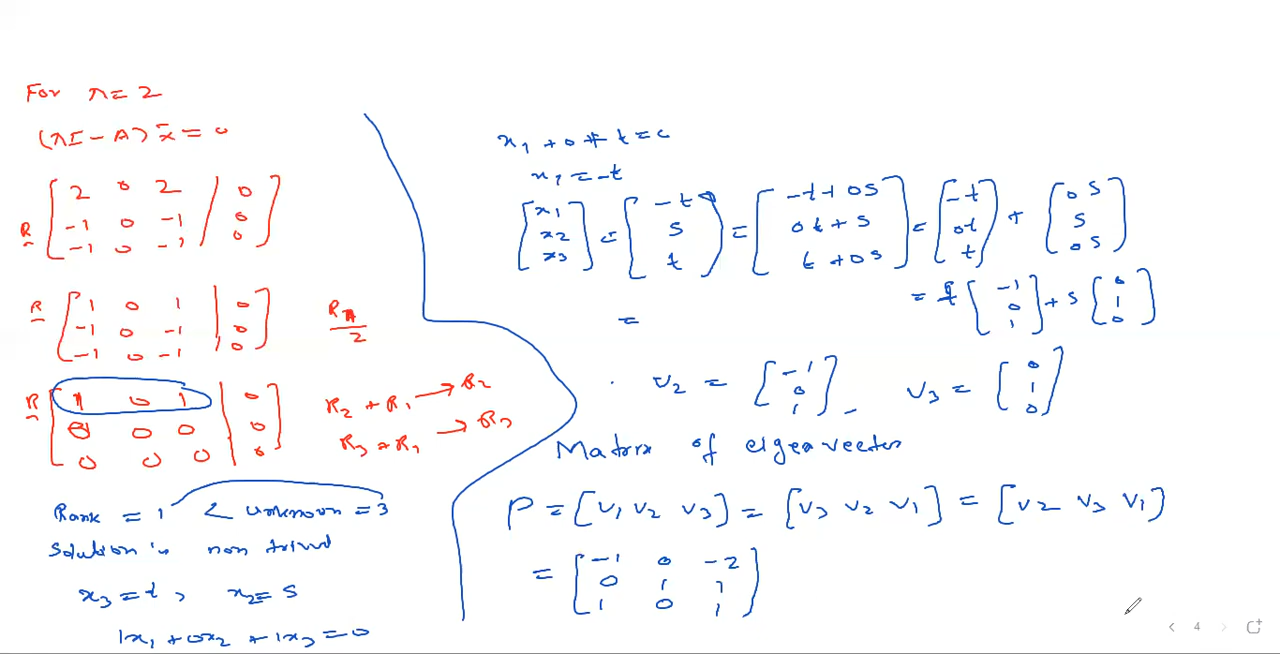 For λ = 2
(λI - A) x̄ = 0
R [ 2 0 2 | 0
-1 0 -1 | 0
-1 0 -1 | 0 ]
R [ 1 0 1 | 0
-1 0 -1 | 0
-1 0 -1 | 0 ] R1/2
R [ 1 0 1 | 0
0 0 0 | 0
0 0 0 | 0 ]
R2 + R1 → R2
R3 + R1 → R3
Rank = 1 < unknown = 3
Solution is non trivial
x3 = t, x2 = s
1x1 + 0x2 + 1x3 = 0
x1 + 0 + t = 0
x1 = -t
[x1 x2 x3] = [-t s t] = [-t+0s 0t+s t+0s] = [-t 0t t] + [0s s 0s]
= t [-1 0 1] + s [0 1 0]
=
v2 = [-1 0 1], v3 = [0 1 0]
Matrix of eigenvectors
P = [v1 v2 v3] = [v3 v2 v1] = [v2 v3 v1]
= [ -1 0 -2
0 1 1
1 0 1 ]
< 4 >